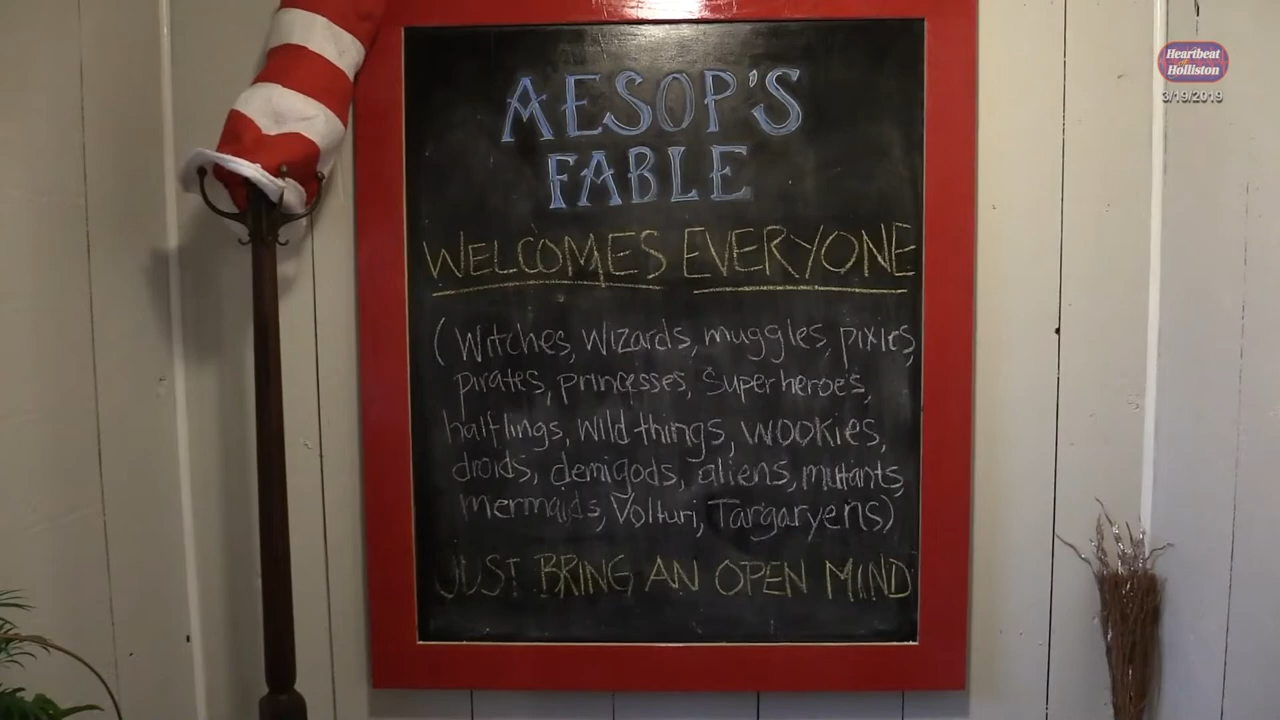 AESOP'S
FABLE
WELCOMES EVERYONE
(Witches, Wizards, muggles, pixies,
pirates, princesses, Superheroes,
halflings, Wild things, WOOKIES,
droids, demigods, aliens, mutants,
mermaids, Volturi, Targaryens)
JUST BRING AN OPEN MIND
Heartbeat
of
Holliston
3/19/2019